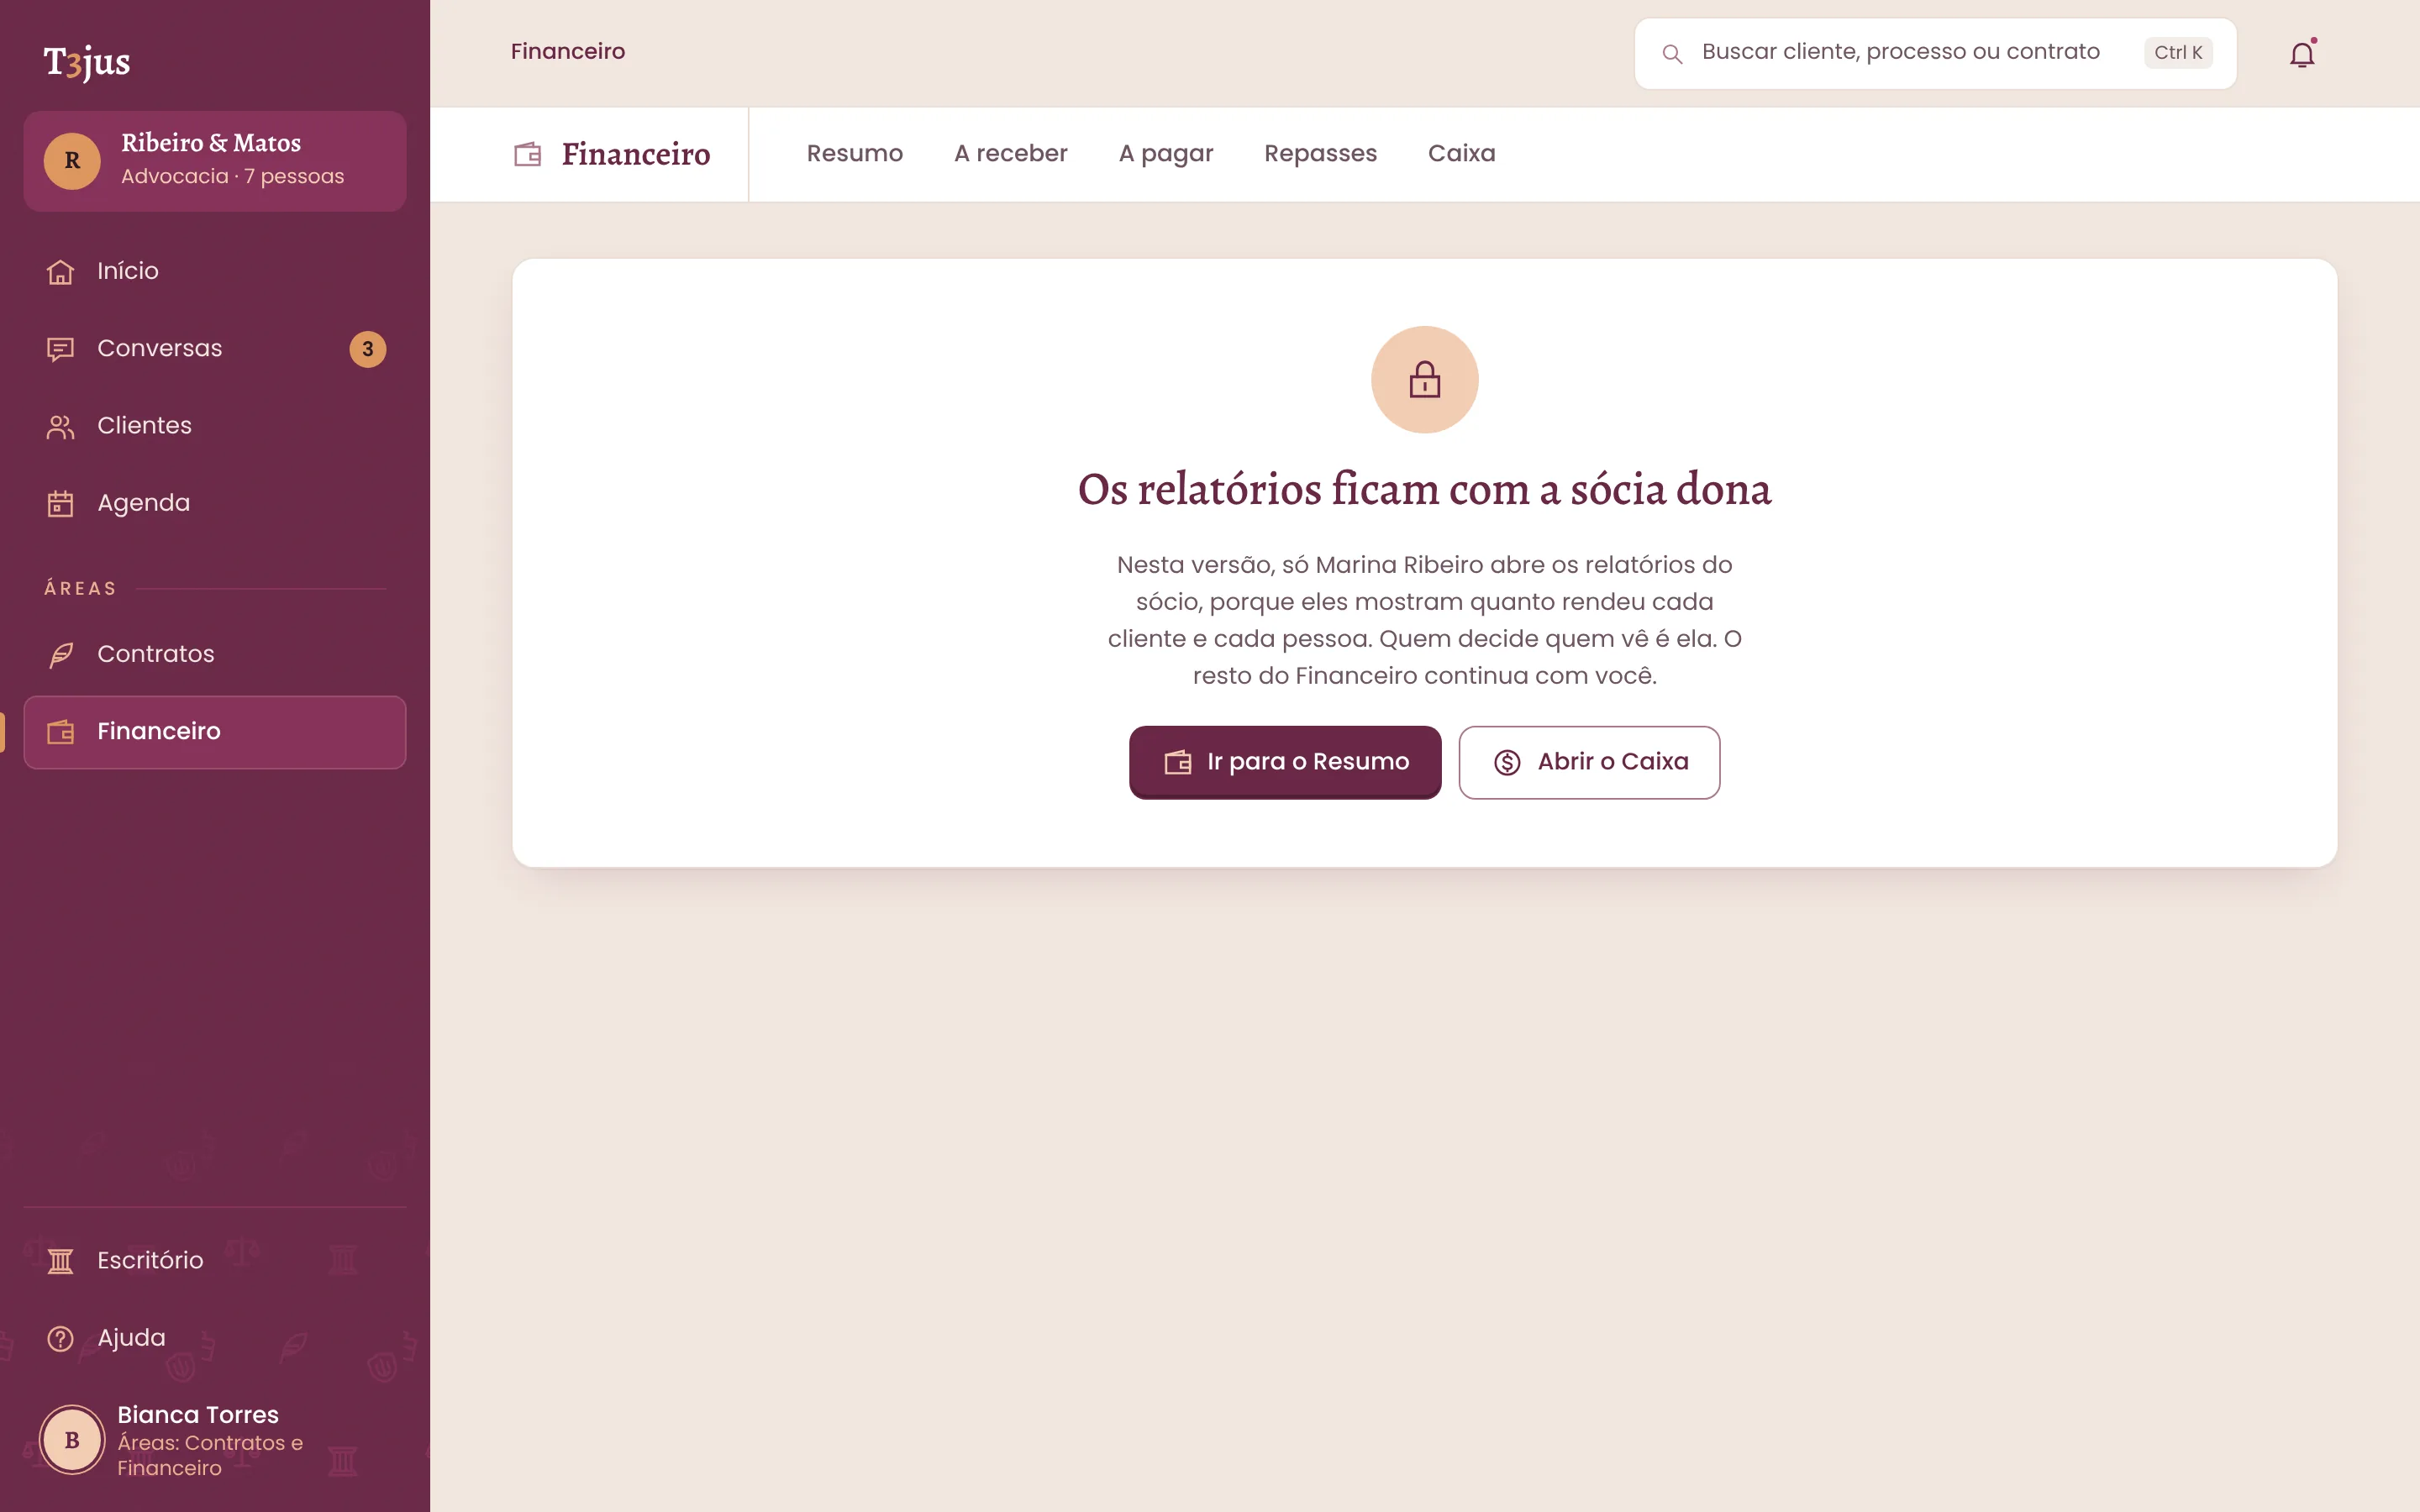 T3jus
R
Ribeiro & Matos
Advocacia · 7 pessoas
Início
Conversas
3
Clientes
Agenda
ÁREAS
Contratos
Financeiro
Escritório
Ajuda
B
Bianca Torres
Áreas: Contratos e
Financeiro
Financeiro
Buscar cliente, processo ou contrato
Ctrl K
Financeiro
Resumo
A receber
A pagar
Repasses
Caixa
Os relatórios ficam com a sócia dona
Nesta versão, só Marina Ribeiro abre os relatórios do
sócio, porque eles mostram quanto rendeu cada
cliente e cada pessoa. Quem decide quem vê é ela. O
resto do Financeiro continua com você.
Ir para o Resumo
Abrir o Caixa